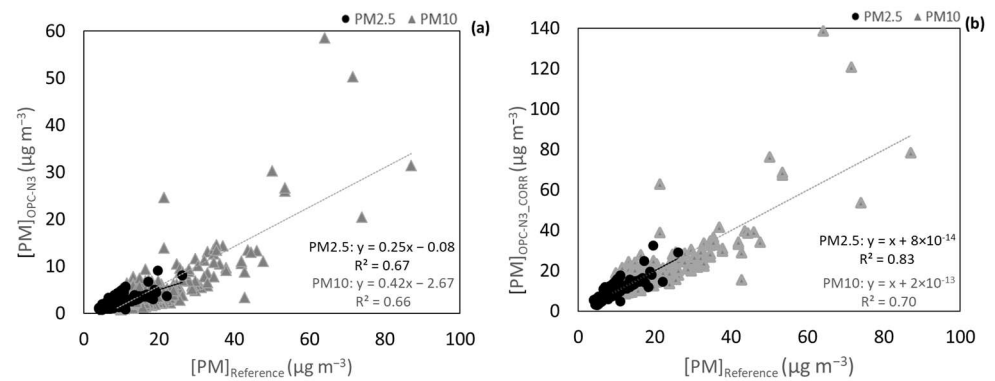 PM2.5 PM10
(a)
60
50
40
30
20
10
0
0 20 40 60 80 100
[PM]OPC-N3 (µg m⁻³)
[PM]Reference (µg m⁻³)
PM2.5: y = 0.25x − 0.08
R² = 0.67
PM10: y = 0.42x − 2.67
R² = 0.66
PM2.5 PM10
(b)
140
120
100
80
60
40
20
0
0 20 40 60 80 100
[PM]OPC-N3_CORR (µg m⁻³)
[PM]Reference (µg m⁻³)
PM2.5: y = x + 8×10⁻¹⁴
R² = 0.83
PM10: y = x + 2×10⁻¹³
R² = 0.70